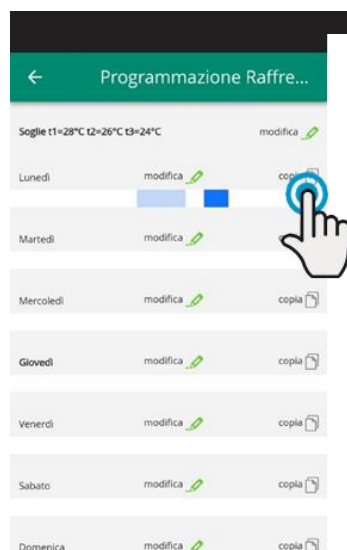 Programmazione Raffre...
Soglie t1=28°C t2=26°C t3=24°C modifica
Lunedì modifica
Martedì modifica
Mercoledì modifica copia
Giovedì modifica copia
Venerdì modifica copia
Sabato modifica copia
Domenica modifica copia